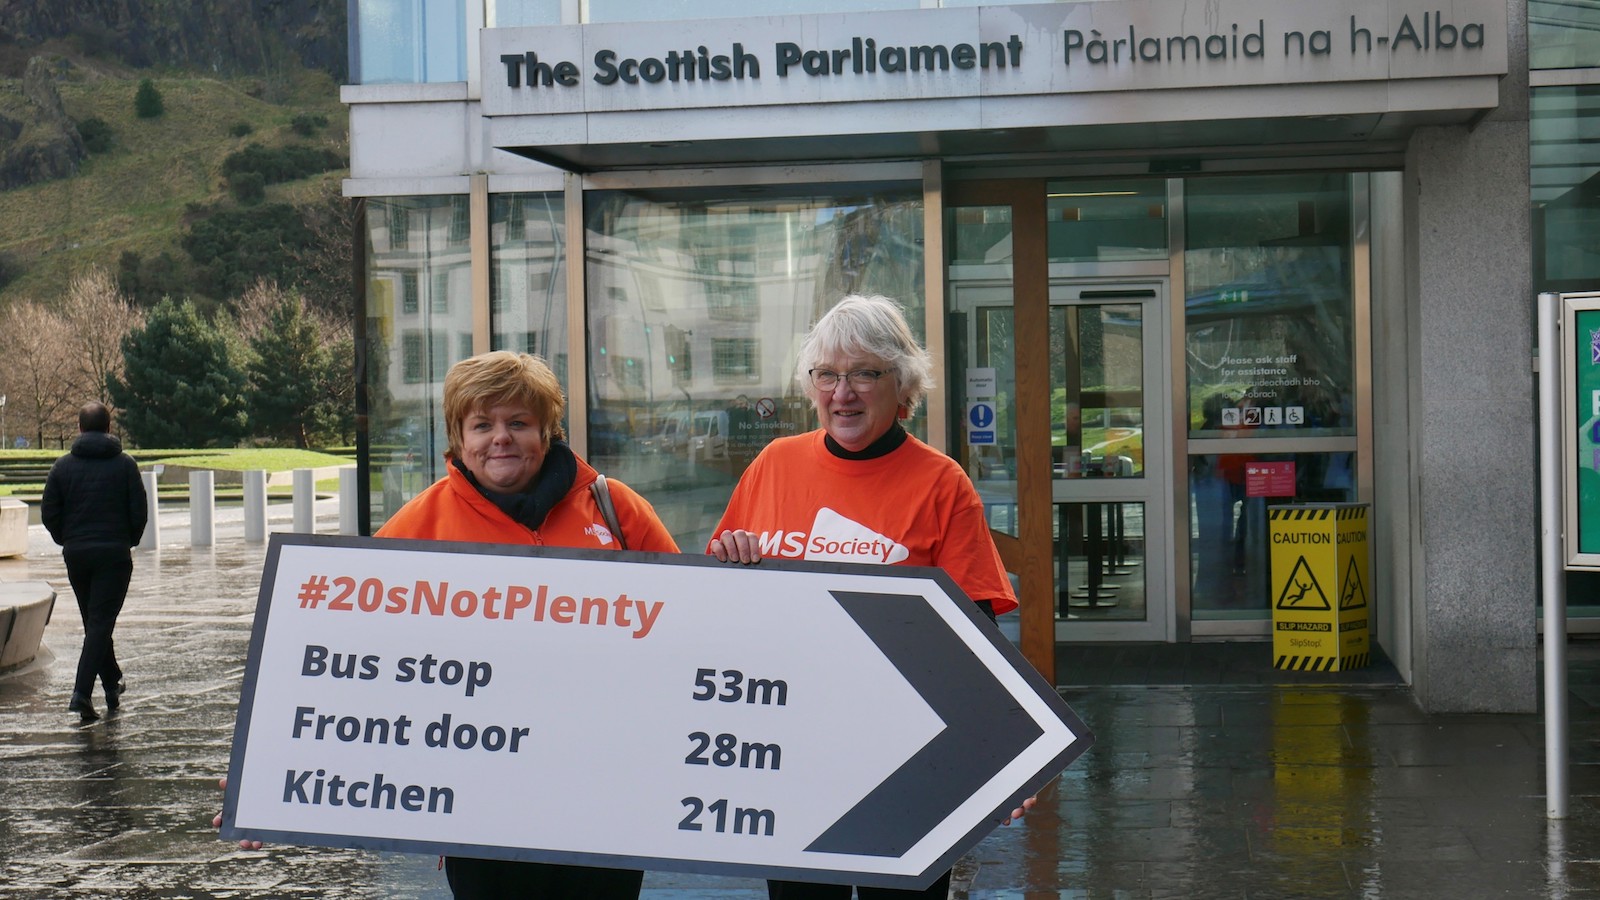 The Scottish Parliament Pàrlamaid na h-Alba
Please ask staff
for assistance
No Smoking
MS Society
#20sNotPlenty
Bus stop 53m
Front door 28m
Kitchen 21m
CAUTION
CAUTION
SLIP HAZARD
SlipStop